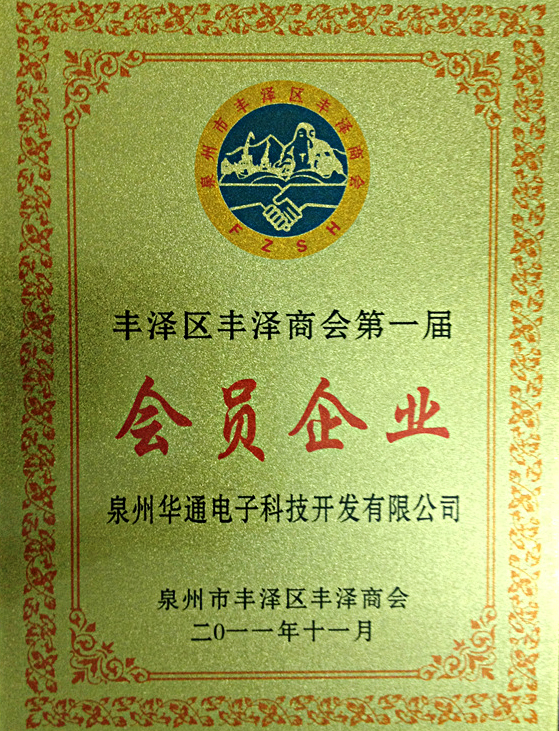 泉州市丰泽区丰泽商会
FZSH
丰泽区丰泽商会第一届
会员企业
泉州华通电子科技开发有限公司
泉州市丰泽区丰泽商会
二0一一年十一月